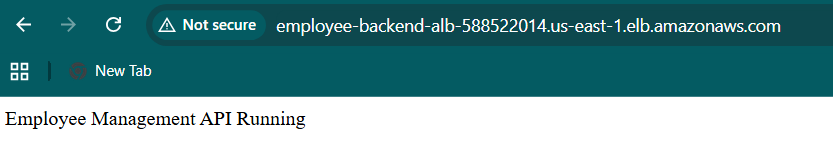 Not secure employee-backend-alb-588522014.us-east-1.elb.amazonaws.com
New Tab
Employee Management API Running